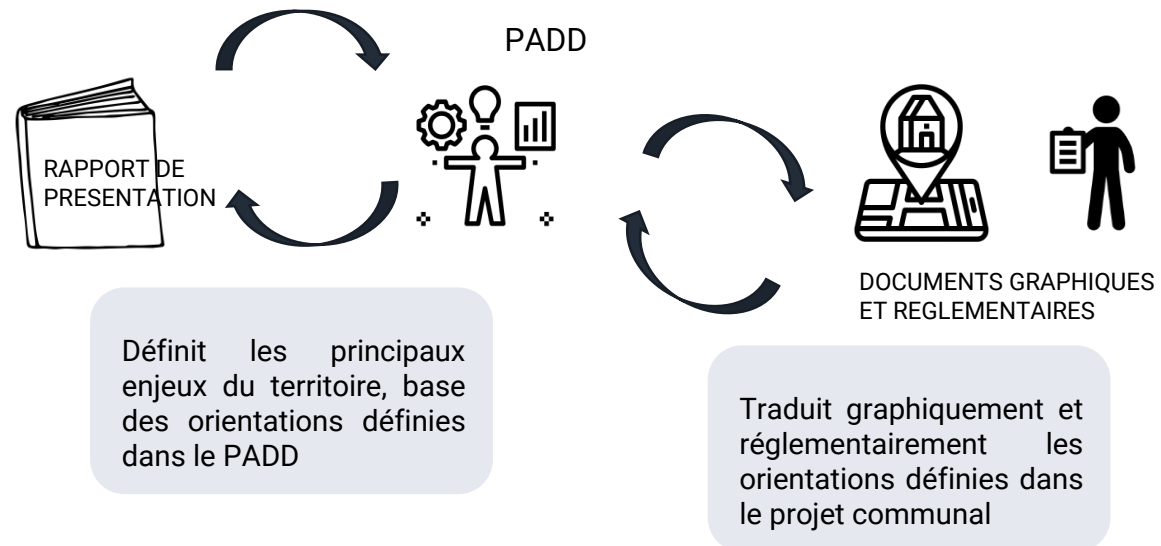 PADD
RAPPORT DE
PRESENTATION
DOCUMENTS GRAPHIQUES
ET REGLEMENTAIRES
Définit les principaux
enjeux du territoire, base
des orientations définies
dans le PADD
Traduit graphiquement et
réglementairement les
orientations définies dans
le projet communal